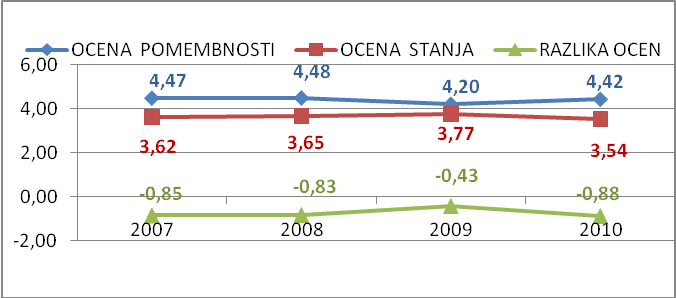 OCENA POMEMBNOSTI OCENA STANJA RAZLIKA OCEN
6,00
4,47 4,48 4,20 4,42
4,00
3,62 3,65 3,77 3,54
2,00
-0,85 -0,83 -0,43 -0,88
0,00
2007 2008 2009 2010
-2,00